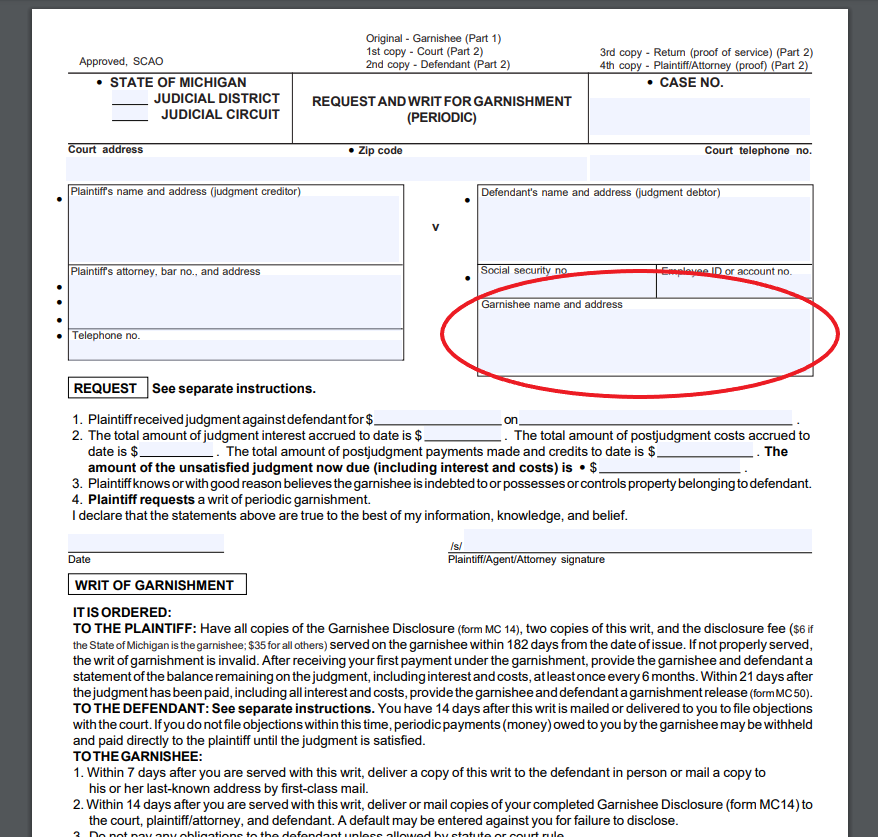 Original - Garnishee (Part 1)
1st copy - Court (Part 2)
2nd copy - Defendant (Part 2)
3rd copy - Return (proof of service) (Part 2)
4th copy - Plaintiff/Attorney (proof) (Part 2)
Approved, SCAO
• STATE OF MICHIGAN
JUDICIAL DISTRICT
JUDICIAL CIRCUIT
REQUEST AND WRIT FOR GARNISHMENT
(PERIODIC)
• CASE NO.
Court address • Zip code Court telephone no.
• Plaintiff's name and address (judgment creditor)
v
• Defendant's name and address (judgment debtor)
Plaintiff's attorney, bar no., and address
• Telephone no.
• Social security no. Employee ID or account no.
Garnishee name and address
REQUEST See separate instructions.
1. Plaintiff received judgment against defendant for $ on .
2. The total amount of judgment interest accrued to date is $ . The total amount of postjudgment costs accrued to
date is $ . The total amount of postjudgment payments made and credits to date is $ . The
amount of the unsatisfied judgment now due (including interest and costs) is • $ .
3. Plaintiff knows or with good reason believes the garnishee is indebted to or possesses or controls property belonging to defendant.
4. Plaintiff requests a writ of periodic garnishment.
I declare that the statements above are true to the best of my information, knowledge, and belief.
/s/
Date Plaintiff/Agent/Attorney signature
WRIT OF GARNISHMENT
IT IS ORDERED:
TO THE PLAINTIFF: Have all copies of the Garnishee Disclosure (form MC 14), two copies of this writ, and the disclosure fee ($6 if
the State of Michigan is the garnishee; $35 for all others) served on the garnishee within 182 days from the date of issue. If not properly served,
the writ of garnishment is invalid. After receiving your first payment under the garnishment, provide the garnishee and defendant a
statement of the balance remaining on the judgment, including interest and costs, at least once every 6 months. Within 21 days after
the judgment has been paid, including all interest and costs, provide the garnishee and defendant a garnishment release (form MC 50).
TO THE DEFENDANT: See separate instructions. You have 14 days after this writ is mailed or delivered to you to file objections
with the court. If you do not file objections within this time, periodic payments (money) owed to you by the garnishee may be withheld
and paid directly to the plaintiff until the judgment is satisfied.
TO THE GARNISHEE:
1. Within 7 days after you are served with this writ, deliver a copy of this writ to the defendant in person or mail a copy to
his or her last-known address by first-class mail.
2. Within 14 days after you are served with this writ, deliver or mail copies of your completed Garnishee Disclosure (form MC 14) to
the court, plaintiff/attorney, and defendant. A default may be entered against you for failure to disclose.
3. Do not pay any obligations to the defendant unless allowed by statute or court rule.